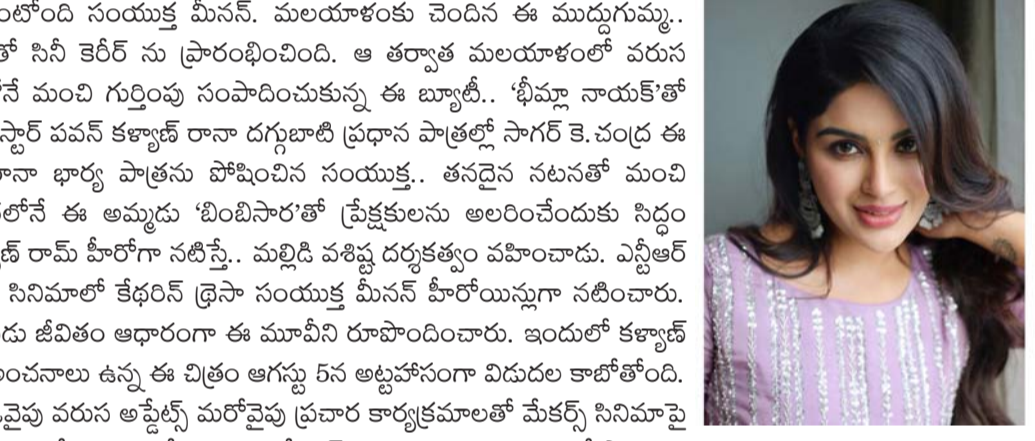 సంయుక్త మీనన్. మలయాళంకు చెందిన ఈ ముద్దుగుమ్మ..
తో సినీ కెరీర్ ను ప్రారంభించింది. ఆ తర్వాత మలయాళంలో వరుస
నే మంచి గుర్తింపు సంపాదించుకున్న ఈ బ్యూటీ.. ‘భీమ్లా నాయక్’తో
స్టార్ పవన్ కళ్యాణ్ రానా దగ్గుబాటి ప్రధాన పాత్రల్లో సాగర్ కె.చంద్ర ఈ
భార్య పాత్రను పోషించిన సంయుక్త.. తనదైన నటనతో మంచి
లోనే ఈ అమ్మడు ‘బింబిసార’తో ప్రేక్షకులను అలరించేందుకు సిద్ధం
రామ్ హీరోగా నటిస్తే.. మల్లిడి వశిష్ట దర్శకత్వం వహించాడు. ఎన్టీఆర్
సినిమాలో కేథరిన్ థ్రెసా సంయుక్త మీనన్ హీరోయిన్లుగా నటించారు.
డు జీవితం ఆధారంగా ఈ మూవీని రూపొందించారు. ఇందులో కళ్యాణ్
అంచనాలు ఉన్న ఈ చిత్రం ఆగస్టు 5న అట్టహాసంగా విడుదల కాబోతోంది.
వైపు వరుస అప్డేట్స్ మరోవైపు ప్రచార కార్యక్రమాలతో మేకర్స్ సినిమాపై